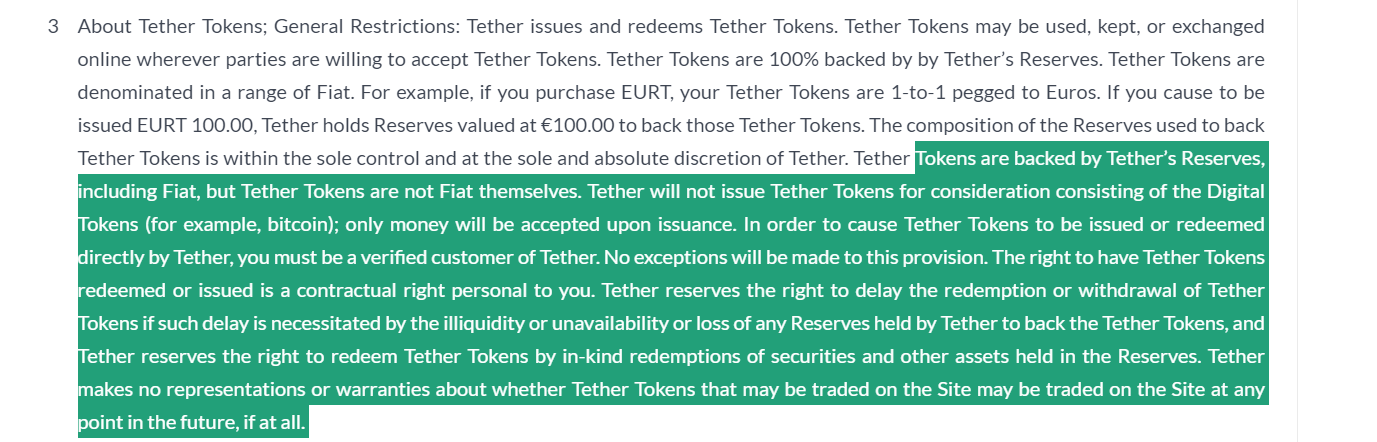 3 About Tether Tokens; General Restrictions: Tether issues and redeems Tether Tokens. Tether Tokens may be used, kept, or exchanged
online wherever parties are willing to accept Tether Tokens. Tether Tokens are 100% backed by by Tether’s Reserves. Tether Tokens are
denominated in a range of Fiat. For example, if you purchase EURT, your Tether Tokens are 1-to-1 pegged to Euros. If you cause to be
issued EURT 100.00, Tether holds Reserves valued at €100.00 to back those Tether Tokens. The composition of the Reserves used to back
Tether Tokens is within the sole control and at the sole and absolute discretion of Tether. Tether Tokens are backed by Tether’s Reserves,
including Fiat, but Tether Tokens are not Fiat themselves. Tether will not issue Tether Tokens for consideration consisting of the Digital
Tokens (for example, bitcoin); only money will be accepted upon issuance. In order to cause Tether Tokens to be issued or redeemed
directly by Tether, you must be a verified customer of Tether. No exceptions will be made to this provision. The right to have Tether Tokens
redeemed or issued is a contractual right personal to you. Tether reserves the right to delay the redemption or withdrawal of Tether
Tokens if such delay is necessitated by the illiquidity or unavailability or loss of any Reserves held by Tether to back the Tether Tokens, and
Tether reserves the right to redeem Tether Tokens by in-kind redemptions of securities and other assets held in the Reserves. Tether
makes no representations or warranties about whether Tether Tokens that may be traded on the Site may be traded on the Site at any
point in the future, if at all.